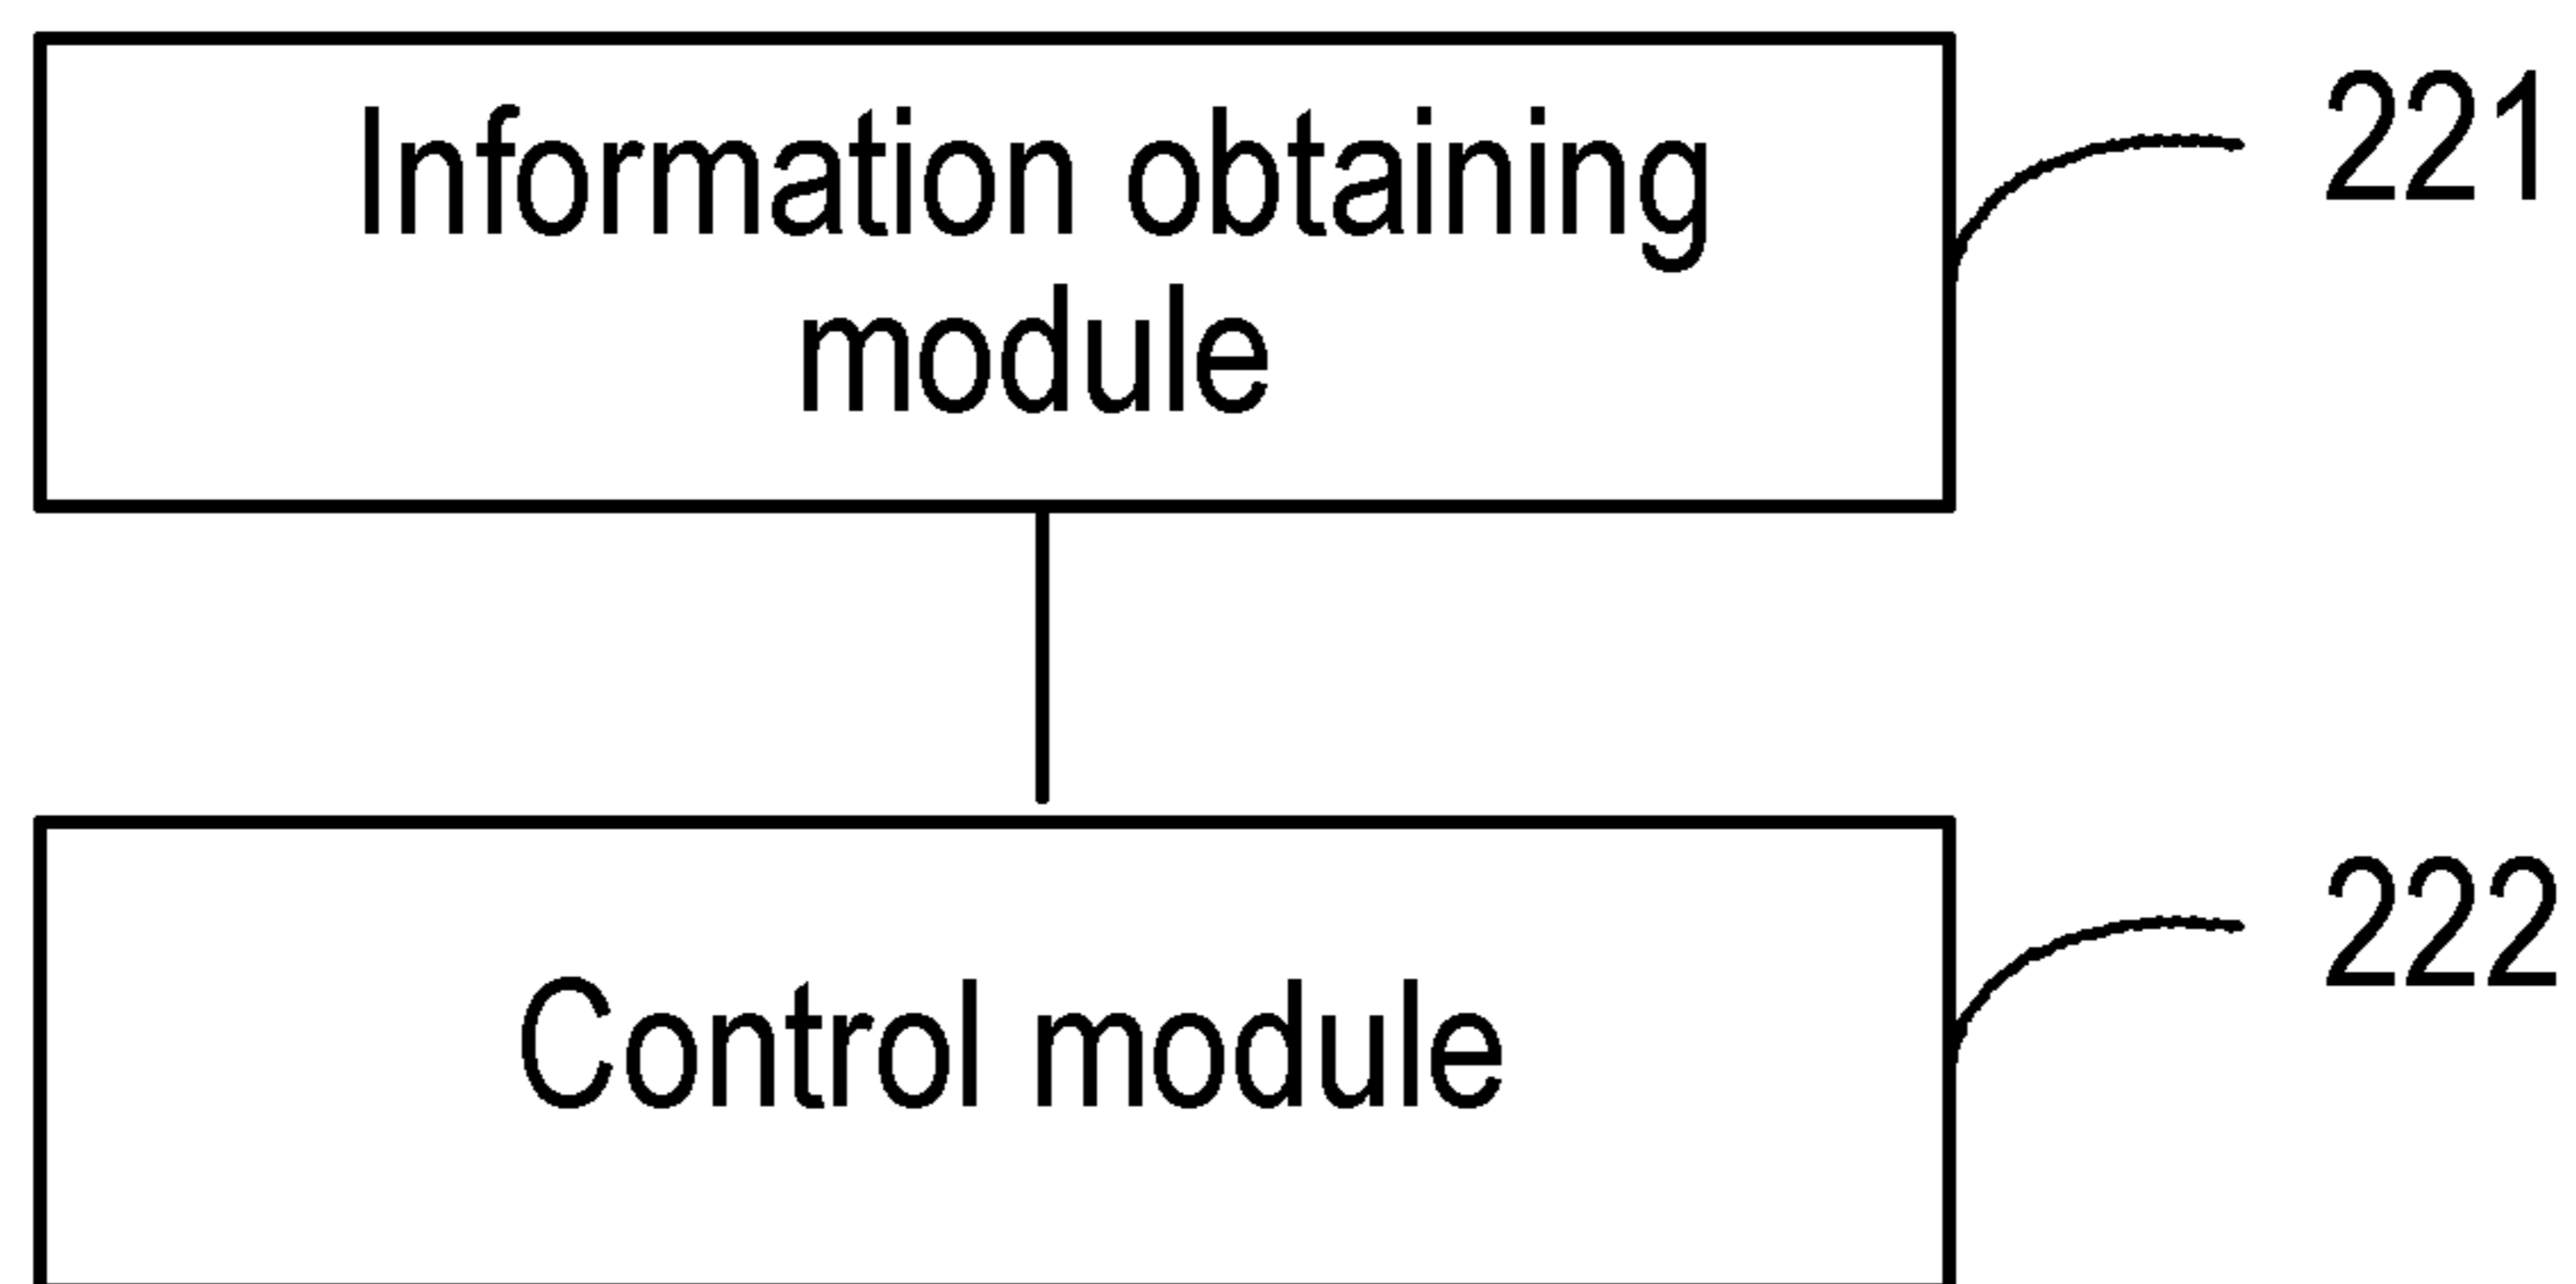 Information obtaining
module
221
Control module
222